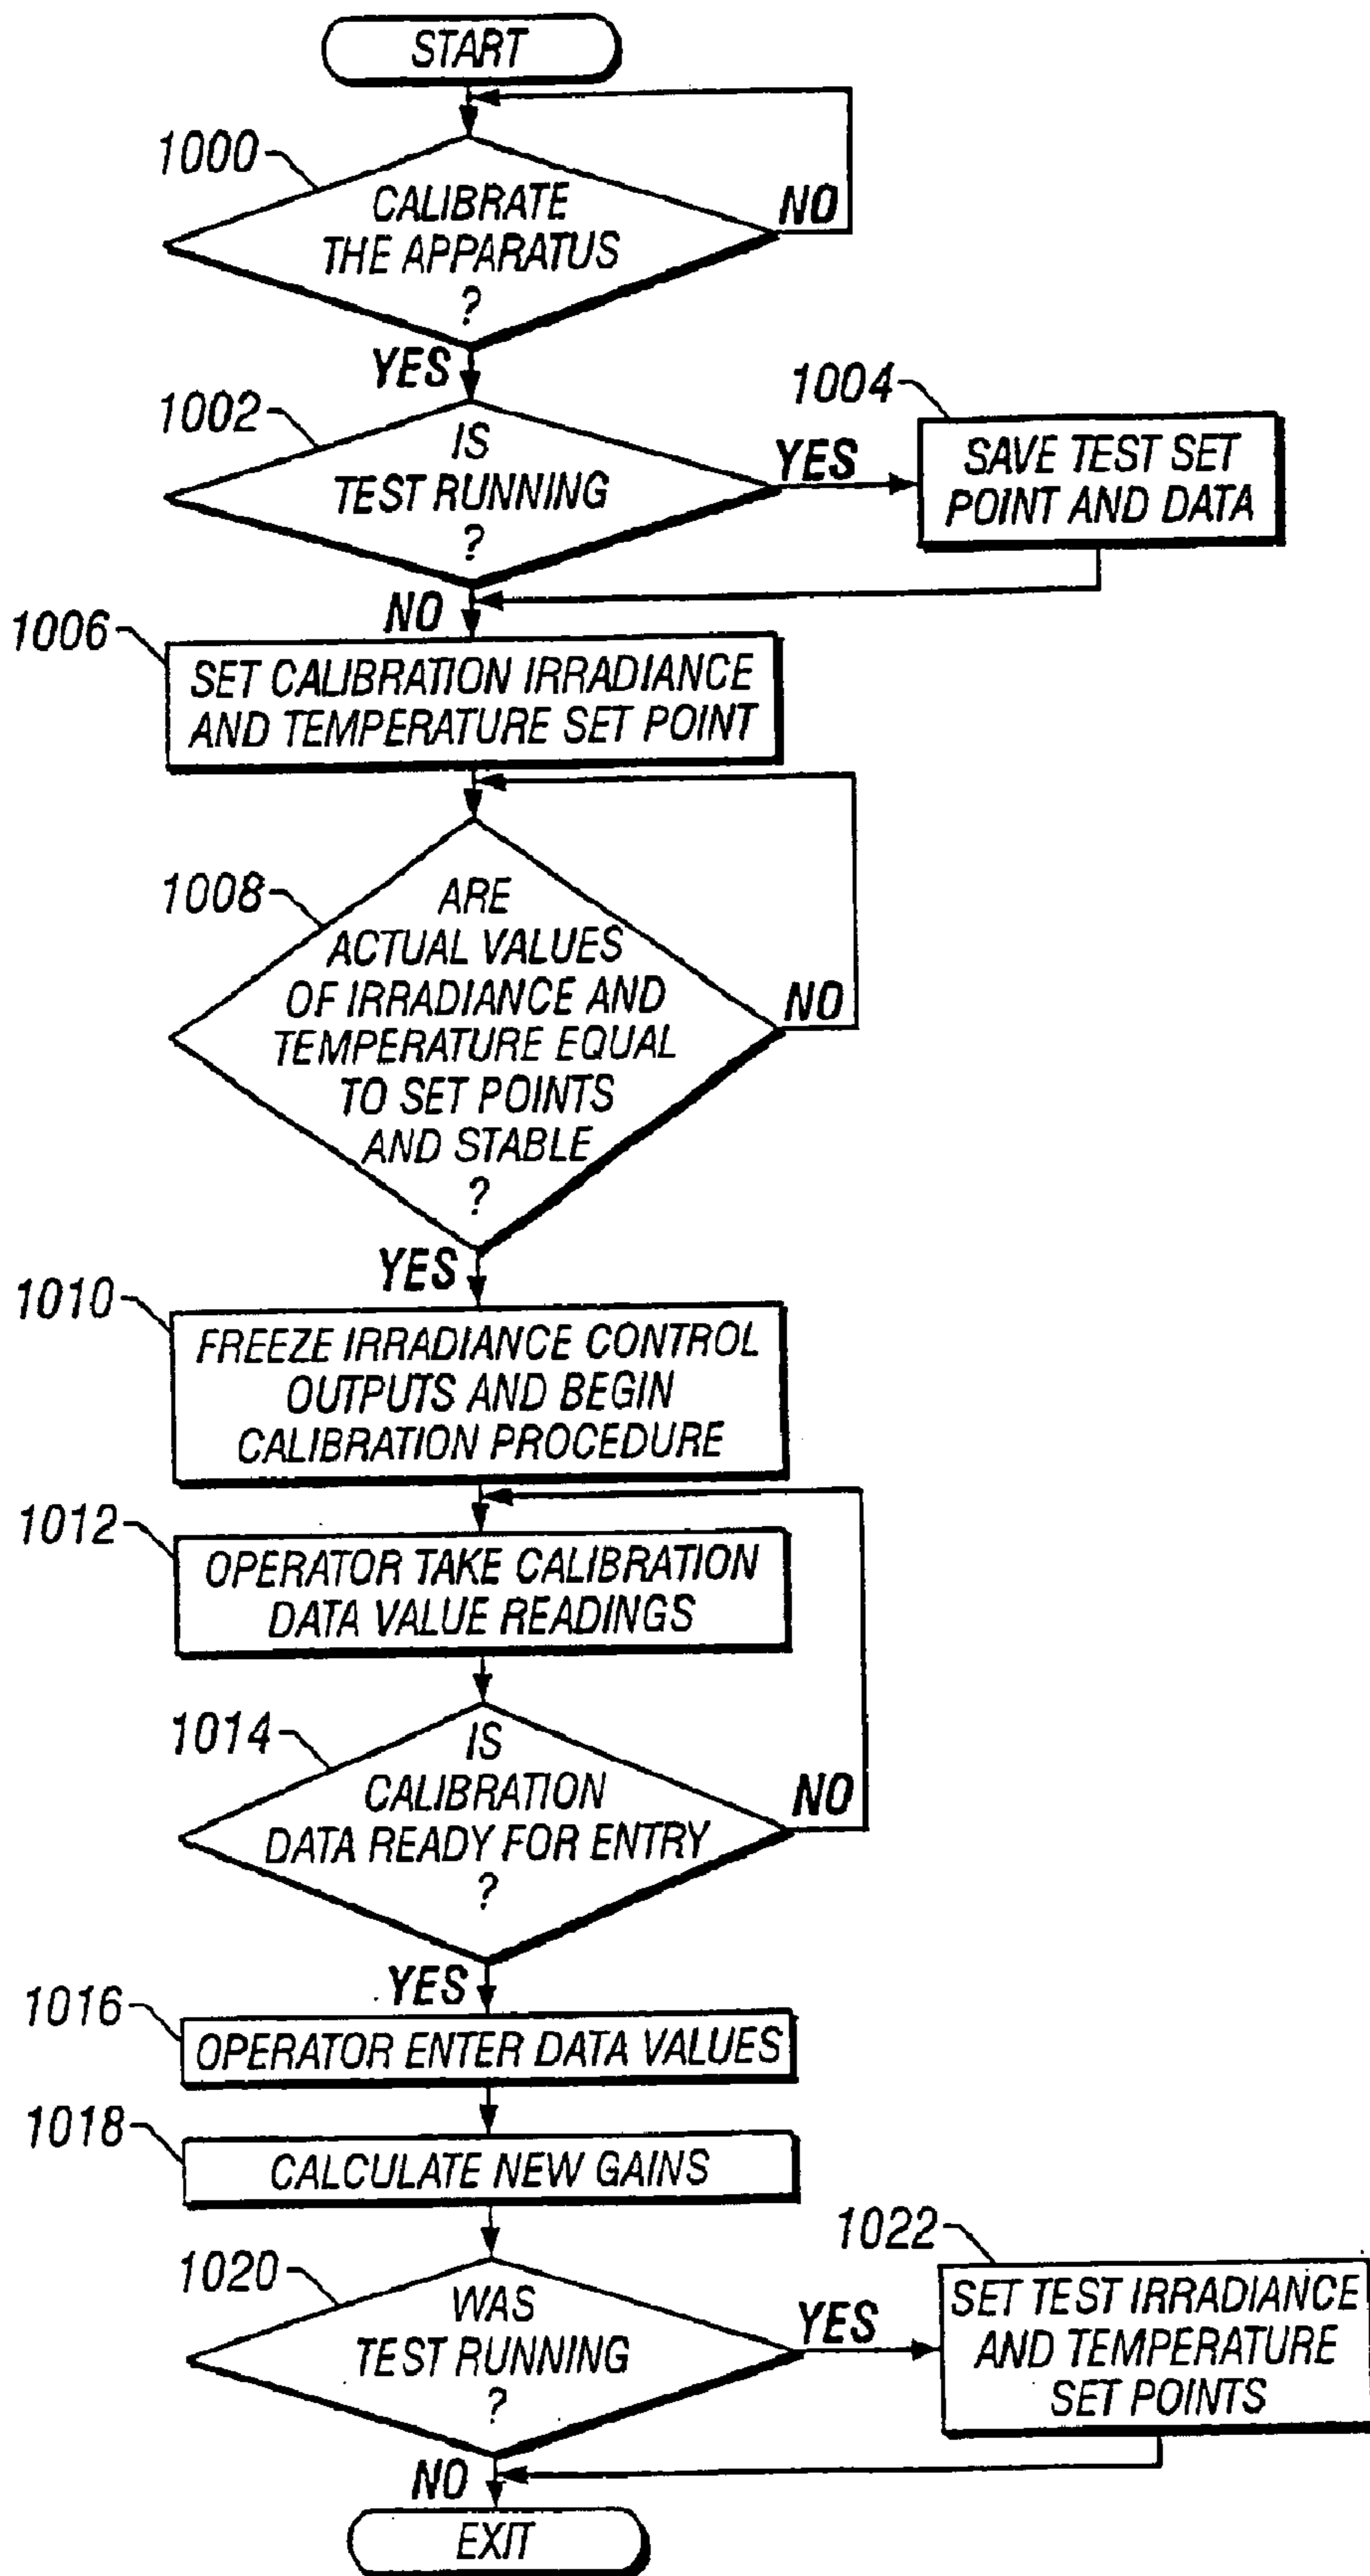 START
1000
CALIBRATE
THE APPARATUS
?
NO
YES
1002
IS
TEST RUNNING
?
YES
1004
SAVE TEST SET
POINT AND DATA
NO
1006
SET CALIBRATION IRRADIANCE
AND TEMPERATURE SET POINT
1008
ARE
ACTUAL VALUES
OF IRRADIANCE AND
TEMPERATURE EQUAL
TO SET POINTS
AND STABLE
?
NO
YES
1010
FREEZE IRRADIANCE CONTROL
OUTPUTS AND BEGIN
CALIBRATION PROCEDURE
1012
OPERATOR TAKE CALIBRATION
DATA VALUE READINGS
1014
IS
CALIBRATION
DATA READY FOR ENTRY
?
NO
YES
1016
OPERATOR ENTER DATA VALUES
1018
CALCULATE NEW GAINS
1020
WAS
TEST RUNNING
?
YES
1022
SET TEST IRRADIANCE
AND TEMPERATURE
SET POINTS
NO
EXIT